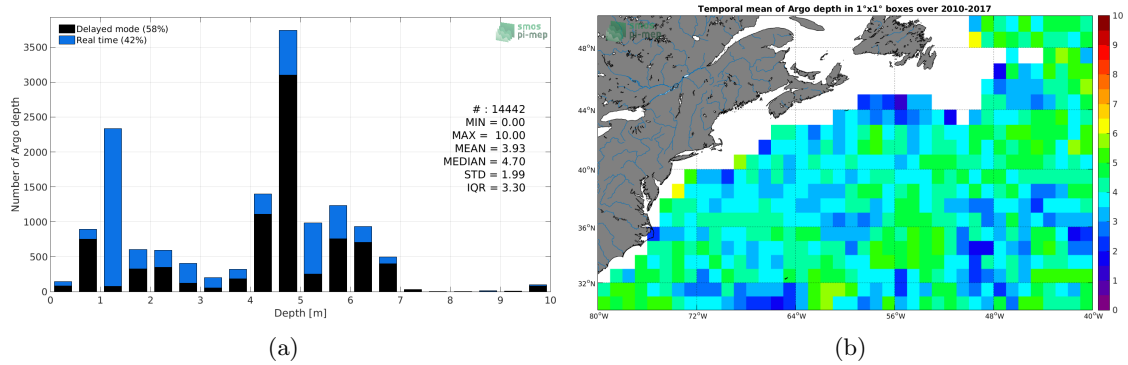 Delayed mode (58%)
Real time (42%)
smos
pi-mep
# : 14442
MIN = 0.00
MAX = 10.00
MEAN = 3.93
MEDIAN = 4.70
STD = 1.99
IQR = 3.30
Number of Argo depth
3500
3000
2500
2000
1500
1000
500
0
0 1 2 3 4 5 6 7 8 9 10
Depth [m]
(a)
Temporal mean of Argo depth in 1°x1° boxes over 2010-2017
smos
pi-mep
48°N
44°N
40°N
36°N
32°N
80°W 72°W 64°W 56°W 48°W 40°W
10
9
8
7
6
5
4
3
2
1
0
(b)